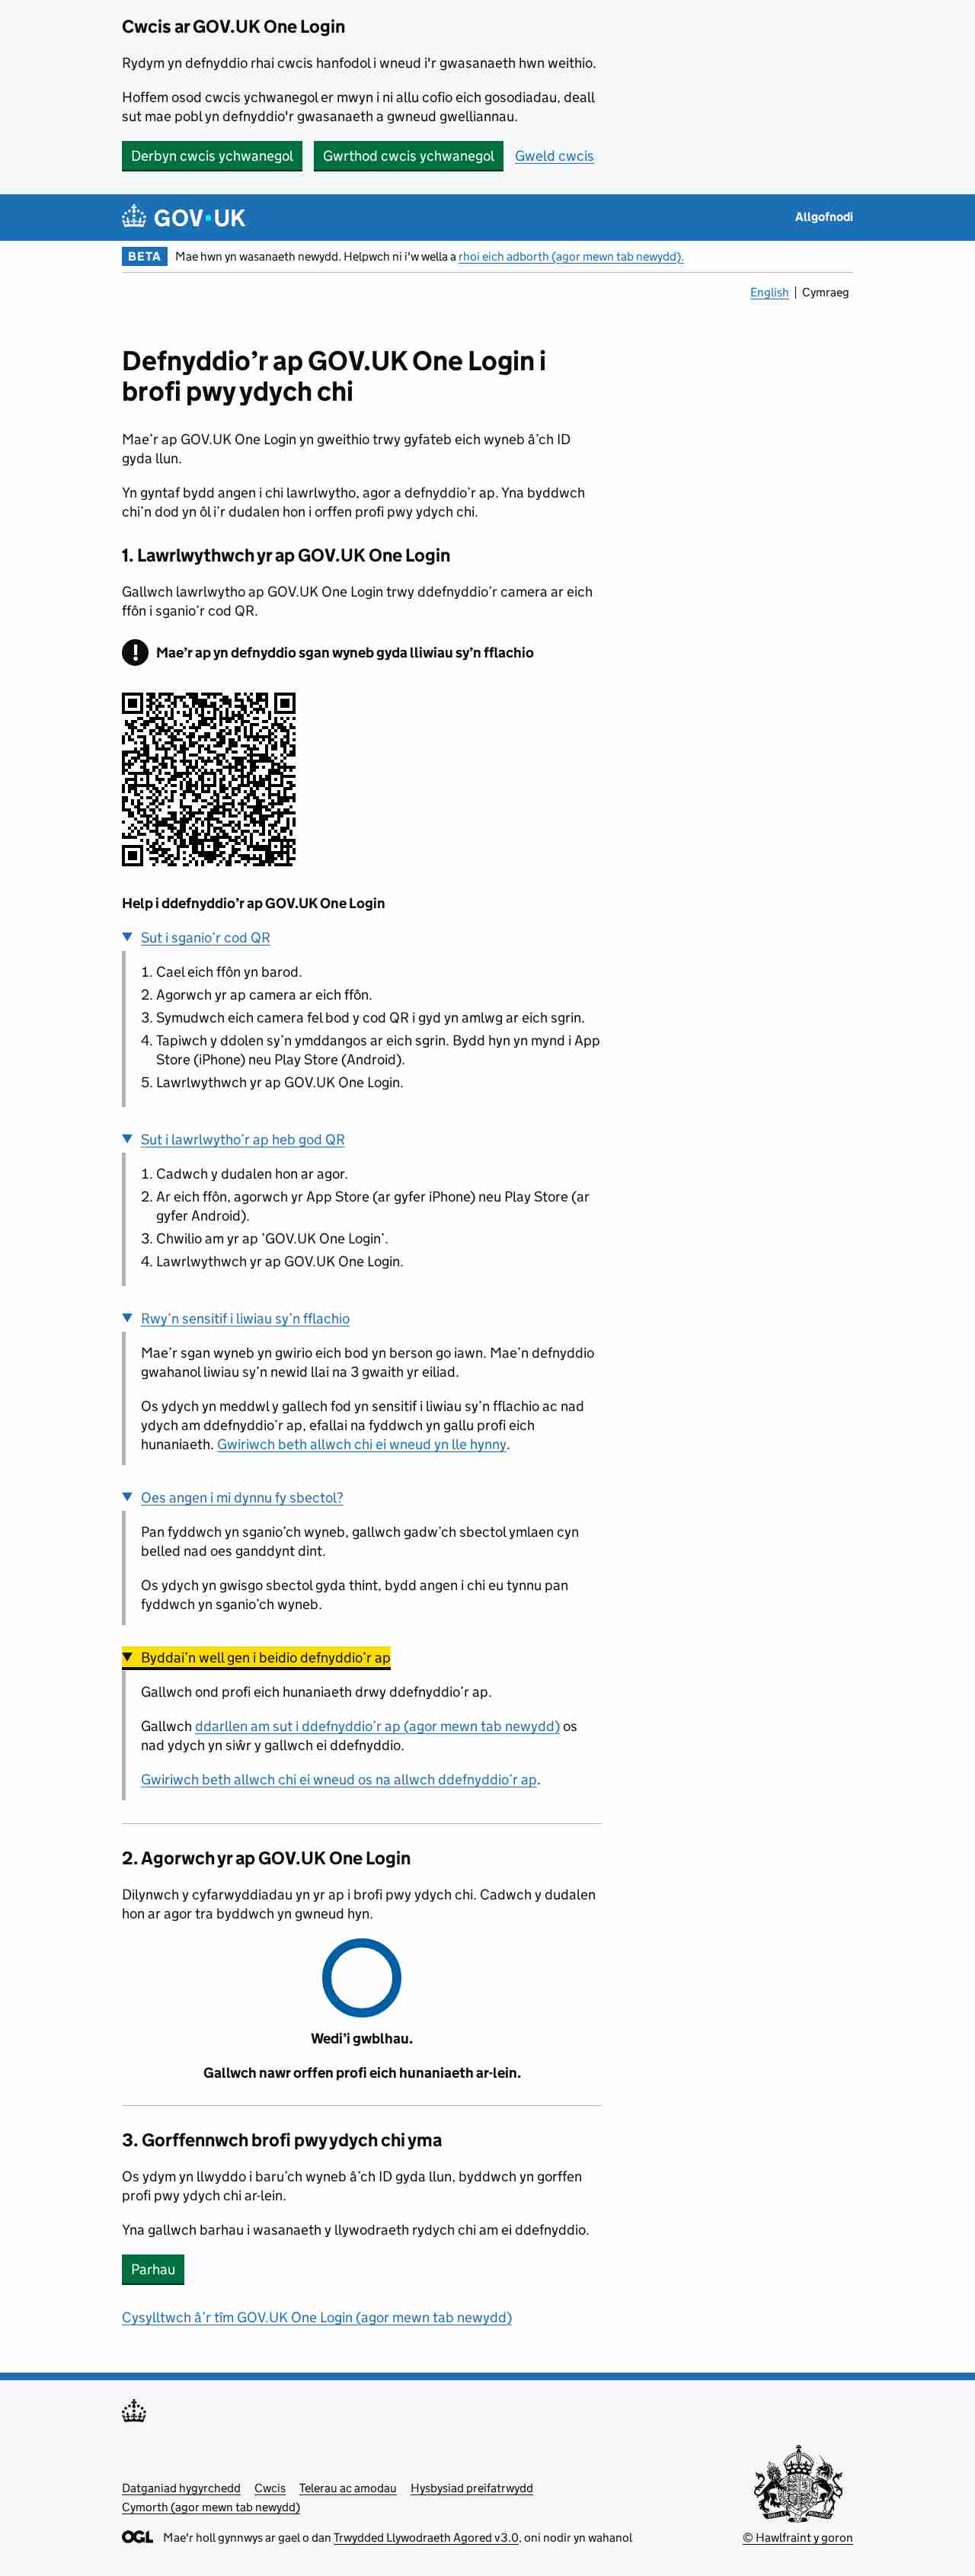 Cwcis ar GOV.UK One Login
Rydym yn defnyddio rhai cwcis hanfodol i wneud i'r gwasanaeth hwn weithio.
Hoffem osod cwcis ychwanegol er mwyn i ni allu cofio eich gosodiadau, deall
sut mae pobl yn defnyddio'r gwasanaeth a gwneud gwelliannau.
Derbyn cwcis ychwanegol Gwrthod cwcis ychwanegol Gweld cwcis
GOV·UK Allgofnodi
BETA Mae hwn yn wasanaeth newydd. Helpwch ni i'w wella a rhoi eich adborth (agor mewn tab newydd).
English | Cymraeg
Defnyddio’r ap GOV.UK One Login i
brofi pwy ydych chi
Mae’r ap GOV.UK One Login yn gweithio trwy gyfateb eich wyneb â’ch ID
gyda llun.
Yn gyntaf bydd angen i chi lawrlwytho, agor a defnyddio’r ap. Yna byddwch
chi’n dod yn ôl i’r dudalen hon i orffen profi pwy ydych chi.
1. Lawrlwythwch yr ap GOV.UK One Login
Gallwch lawrlwytho ap GOV.UK One Login trwy ddefnyddio’r camera ar eich
ffôn i sganio’r cod QR.
! Mae’r ap yn defnyddio sgan wyneb gyda lliwiau sy’n fflachio
Help i ddefnyddio’r ap GOV.UK One Login
Sut i sganio’r cod QR
1. Cael eich ffôn yn barod.
2. Agorwch yr ap camera ar eich ffôn.
3. Symudwch eich camera fel bod y cod QR i gyd yn amlwg ar eich sgrin.
4. Tapiwch y ddolen sy’n ymddangos ar eich sgrin. Bydd hyn yn mynd i App
Store (iPhone) neu Play Store (Android).
5. Lawrlwythwch yr ap GOV.UK One Login.
Sut i lawrlwytho’r ap heb god QR
1. Cadwch y dudalen hon ar agor.
2. Ar eich ffôn, agorwch yr App Store (ar gyfer iPhone) neu Play Store (ar
gyfer Android).
3. Chwilio am yr ap ‘GOV.UK One Login’.
4. Lawrlwythwch yr ap GOV.UK One Login.
Rwy’n sensitif i liwiau sy’n fflachio
Mae’r sgan wyneb yn gwirio eich bod yn berson go iawn. Mae’n defnyddio
gwahanol liwiau sy’n newid llai na 3 gwaith yr eiliad.
Os ydych yn meddwl y gallech fod yn sensitif i liwiau sy’n fflachio ac nad
ydych am ddefnyddio’r ap, efallai na fyddwch yn gallu profi eich
hunaniaeth. Gwiriwch beth allwch chi ei wneud yn lle hynny.
Oes angen i mi dynnu fy sbectol?
Pan fyddwch yn sganio’ch wyneb, gallwch gadw’ch sbectol ymlaen cyn
belled nad oes ganddynt dint.
Os ydych yn gwisgo sbectol gyda thint, bydd angen i chi eu tynnu pan
fyddwch yn sganio’ch wyneb.
Byddai’n well gen i beidio defnyddio’r ap
Gallwch ond profi eich hunaniaeth drwy ddefnyddio’r ap.
Gallwch ddarllen am sut i ddefnyddio’r ap (agor mewn tab newydd) os
nad ydych yn siŵr y gallwch ei ddefnyddio.
Gwiriwch beth allwch chi ei wneud os na allwch ddefnyddio’r ap.
2. Agorwch yr ap GOV.UK One Login
Dilynwch y cyfarwyddiadau yn yr ap i brofi pwy ydych chi. Cadwch y dudalen
hon ar agor tra byddwch yn gwneud hyn.
Wedi’i gwblhau.
Gallwch nawr orffen profi eich hunaniaeth ar-lein.
3. Gorffennwch brofi pwy ydych chi yma
Os ydym yn llwyddo i baru’ch wyneb â’ch ID gyda llun, byddwch yn gorffen
profi pwy ydych chi ar-lein.
Yna gallwch barhau i wasanaeth y llywodraeth rydych chi am ei ddefnyddio.
Parhau
Cysylltwch â’r tîm GOV.UK One Login (agor mewn tab newydd)
Datganiad hygyrchedd Cwcis Telerau ac amodau Hysbysiad preifatrwydd
Cymorth (agor mewn tab newydd)
OGL Mae'r holl gynnwys ar gael o dan Trwydded Llywodraeth Agored v3.0, oni nodir yn wahanol
© Hawlfraint y goron